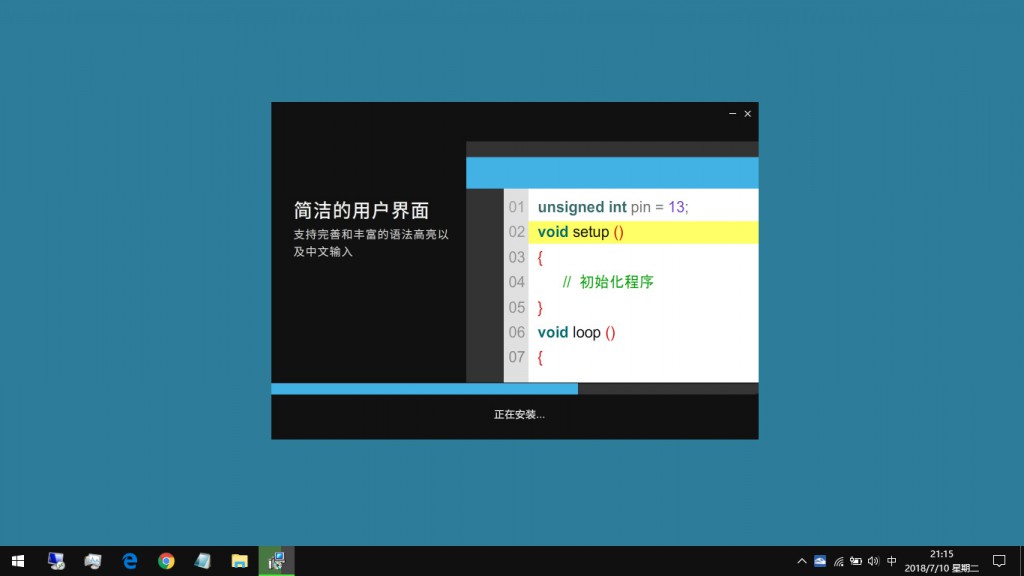 简洁的用户界面
支持完善和丰富的语法高亮以
及中文输入
01 unsigned int pin = 13;
02 void setup ()
03 {
04 // 初始化程序
05 }
06 void loop ()
07 {
正在安装...
中
21:15
2018/7/10 星期二